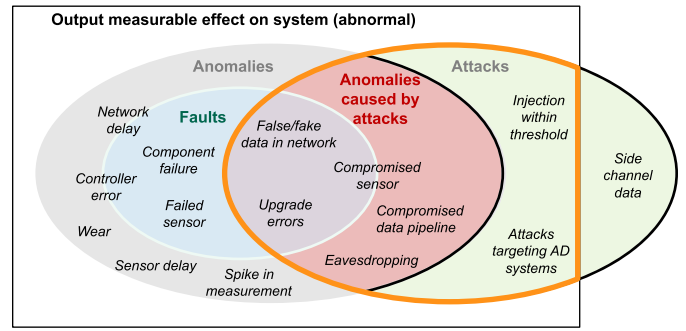 Output measurable effect on system (abnormal)
Anomalies
Attacks
Anomalies
caused by
attacks
Faults
Network
delay
Component
failure
Controller
error
Failed
sensor
Wear
Sensor delay
Spike in
measurement
False/fake
data in network
Upgrade
errors
Compromised
sensor
Compromised
data pipeline
Eavesdropping
Injection
within
threshold
Attacks
targeting AD
systems
Side
channel
data